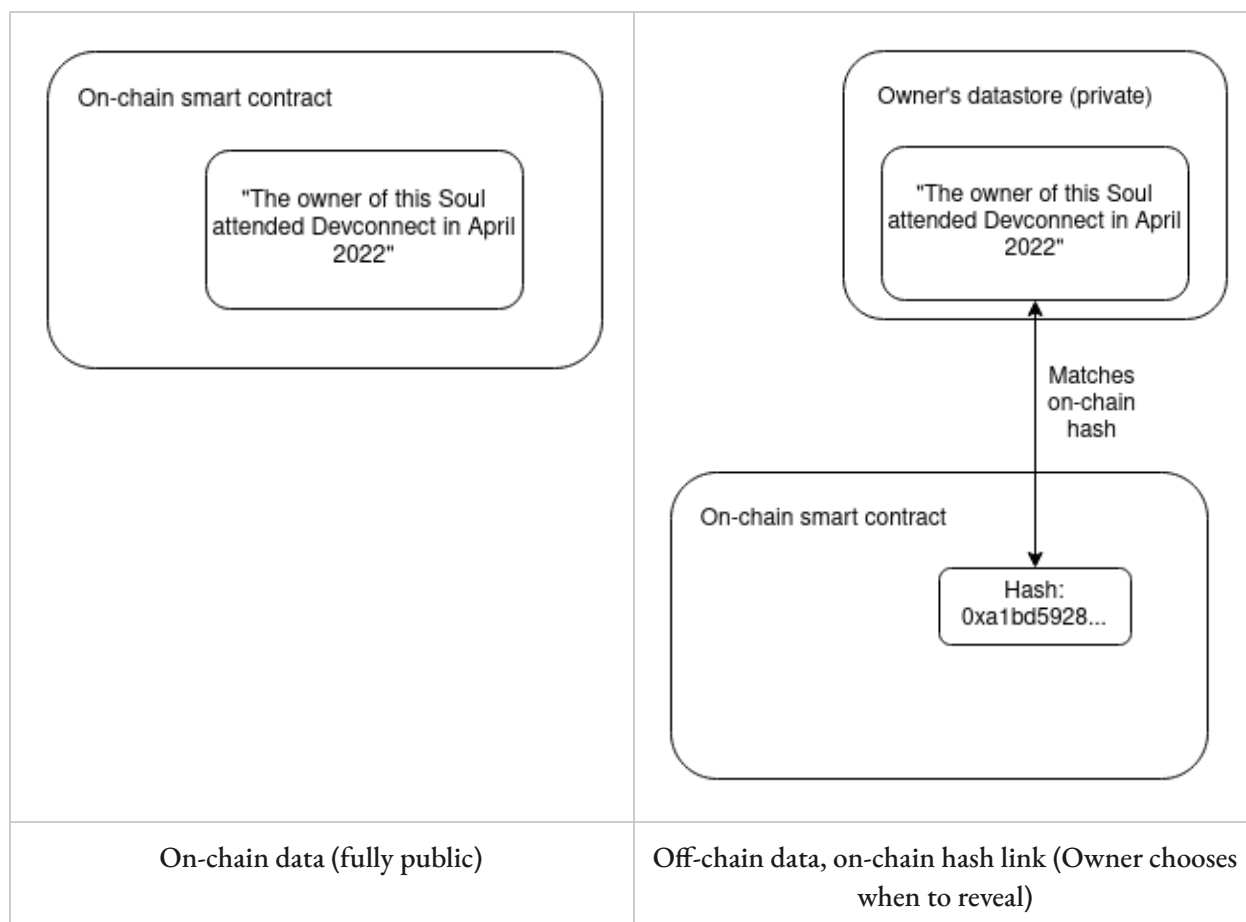 On-chain smart contract
"The owner of this Soul
attended Devconnect in April
2022"
On-chain data (fully public)
Owner's datastore (private)
"The owner of this Soul
attended Devconnect in April
2022"
Matches
on-chain
hash
On-chain smart contract
Hash:
0xa1bd5928...
Off-chain data, on-chain hash link (Owner chooses
when to reveal)